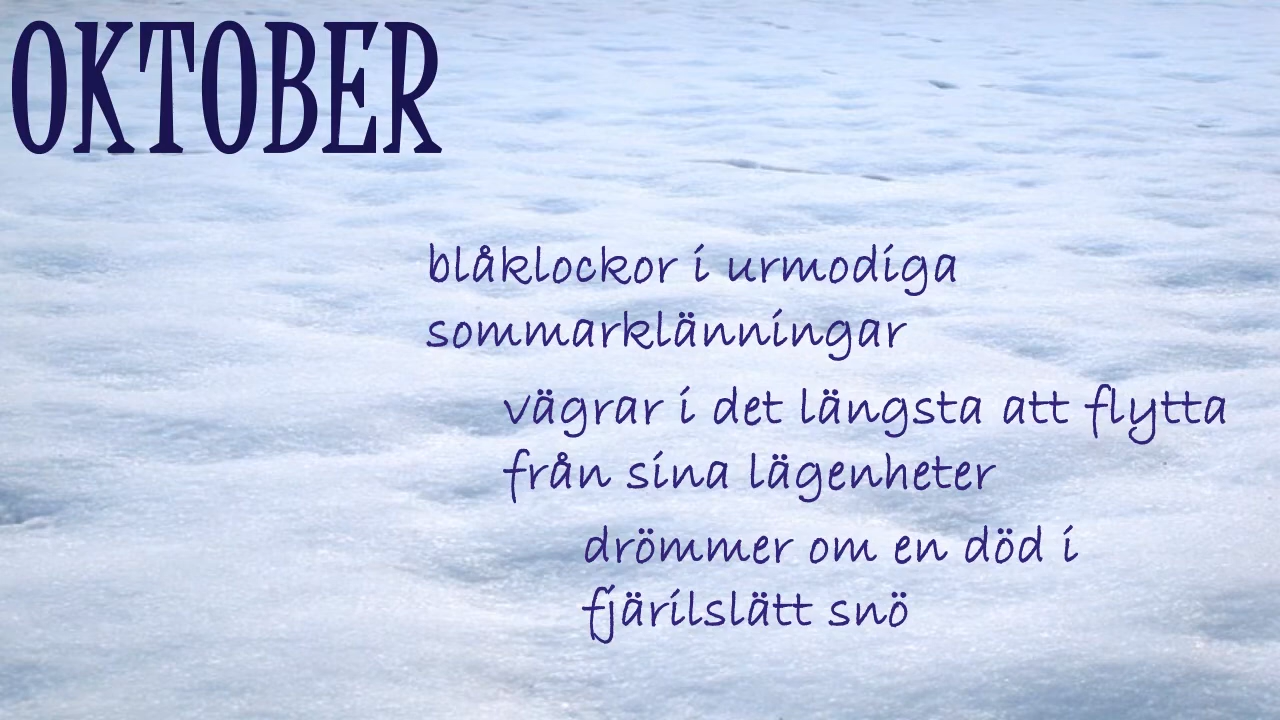 OKTOBER
blåklockor i urmodiga
sommarklänningar
vägrar i det längsta att flytta
från sina lägenheter
drömmer om en död i
fjärilslätt snö